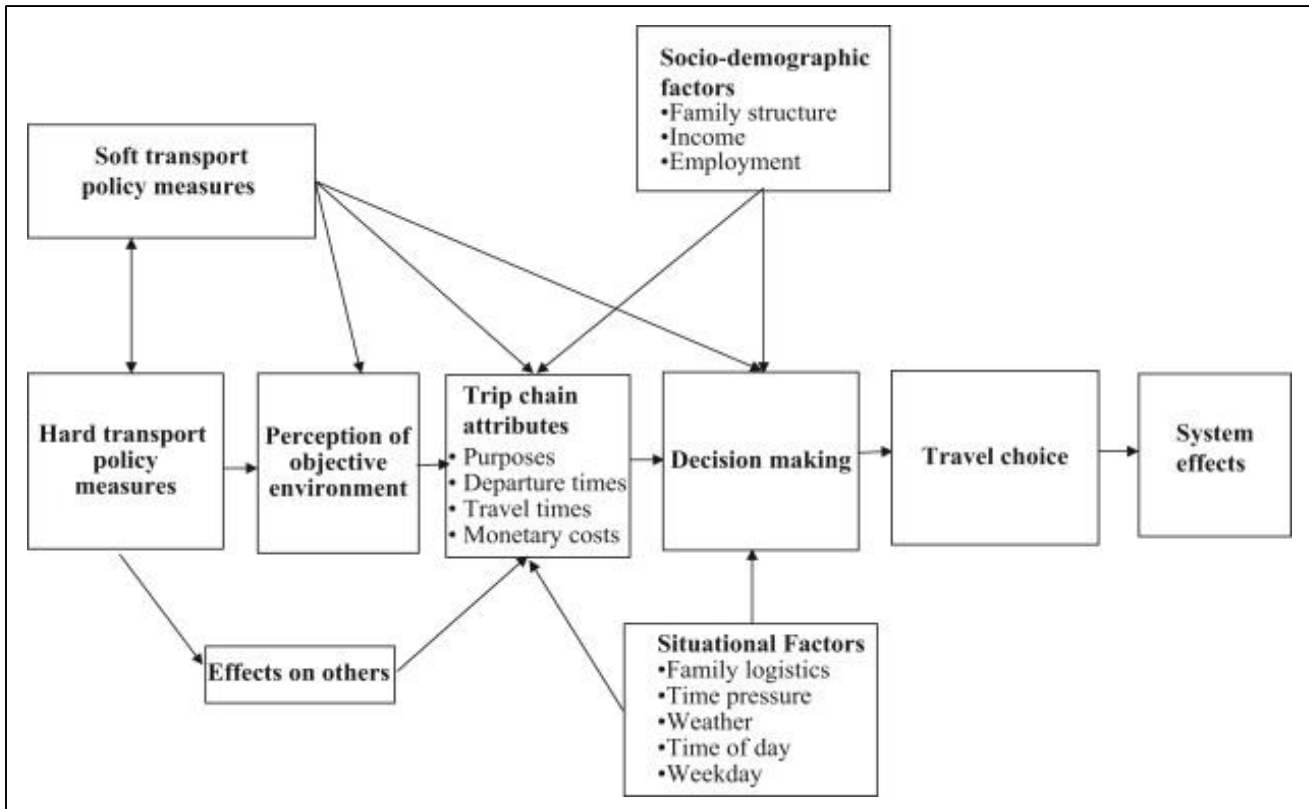 Socio-demographic
factors
•Family structure
•Income
•Employment
Soft transport
policy measures
Hard transport
policy
measures
Perception of
objective
environment
Trip chain
attributes
• Purposes
• Departure times
• Travel times
• Monetary costs
Decision making
Travel choice
System
effects
Effects on others
Situational Factors
•Family logistics
•Time pressure
•Weather
•Time of day
•Weekday